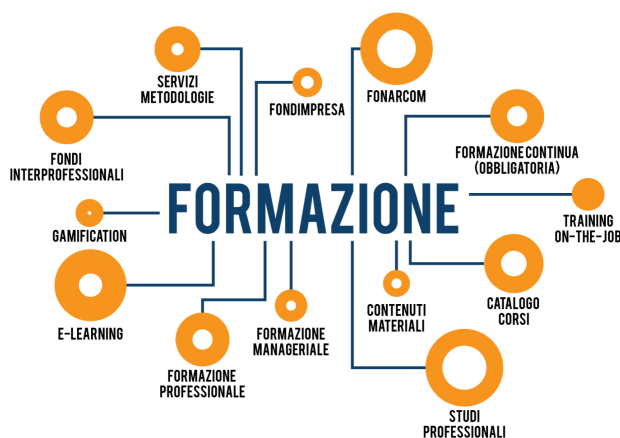 SERVIZI
METODOLOGIE
FONDIMPRESA
FONARCOM
FONDI
INTERPROFESSIONALI
FORMAZIONE CONTINUA
(OBBLIGATORIA)
GAMIFICATION
FORMAZIONE
TRAINING
ON-THE-JOB
E-LEARNING
FORMAZIONE
PROFESSIONALE
FORMAZIONE
MANAGERIALE
CONTENUTI
MATERIALI
CATALOGO
CORSI
STUDI
PROFESSIONALI